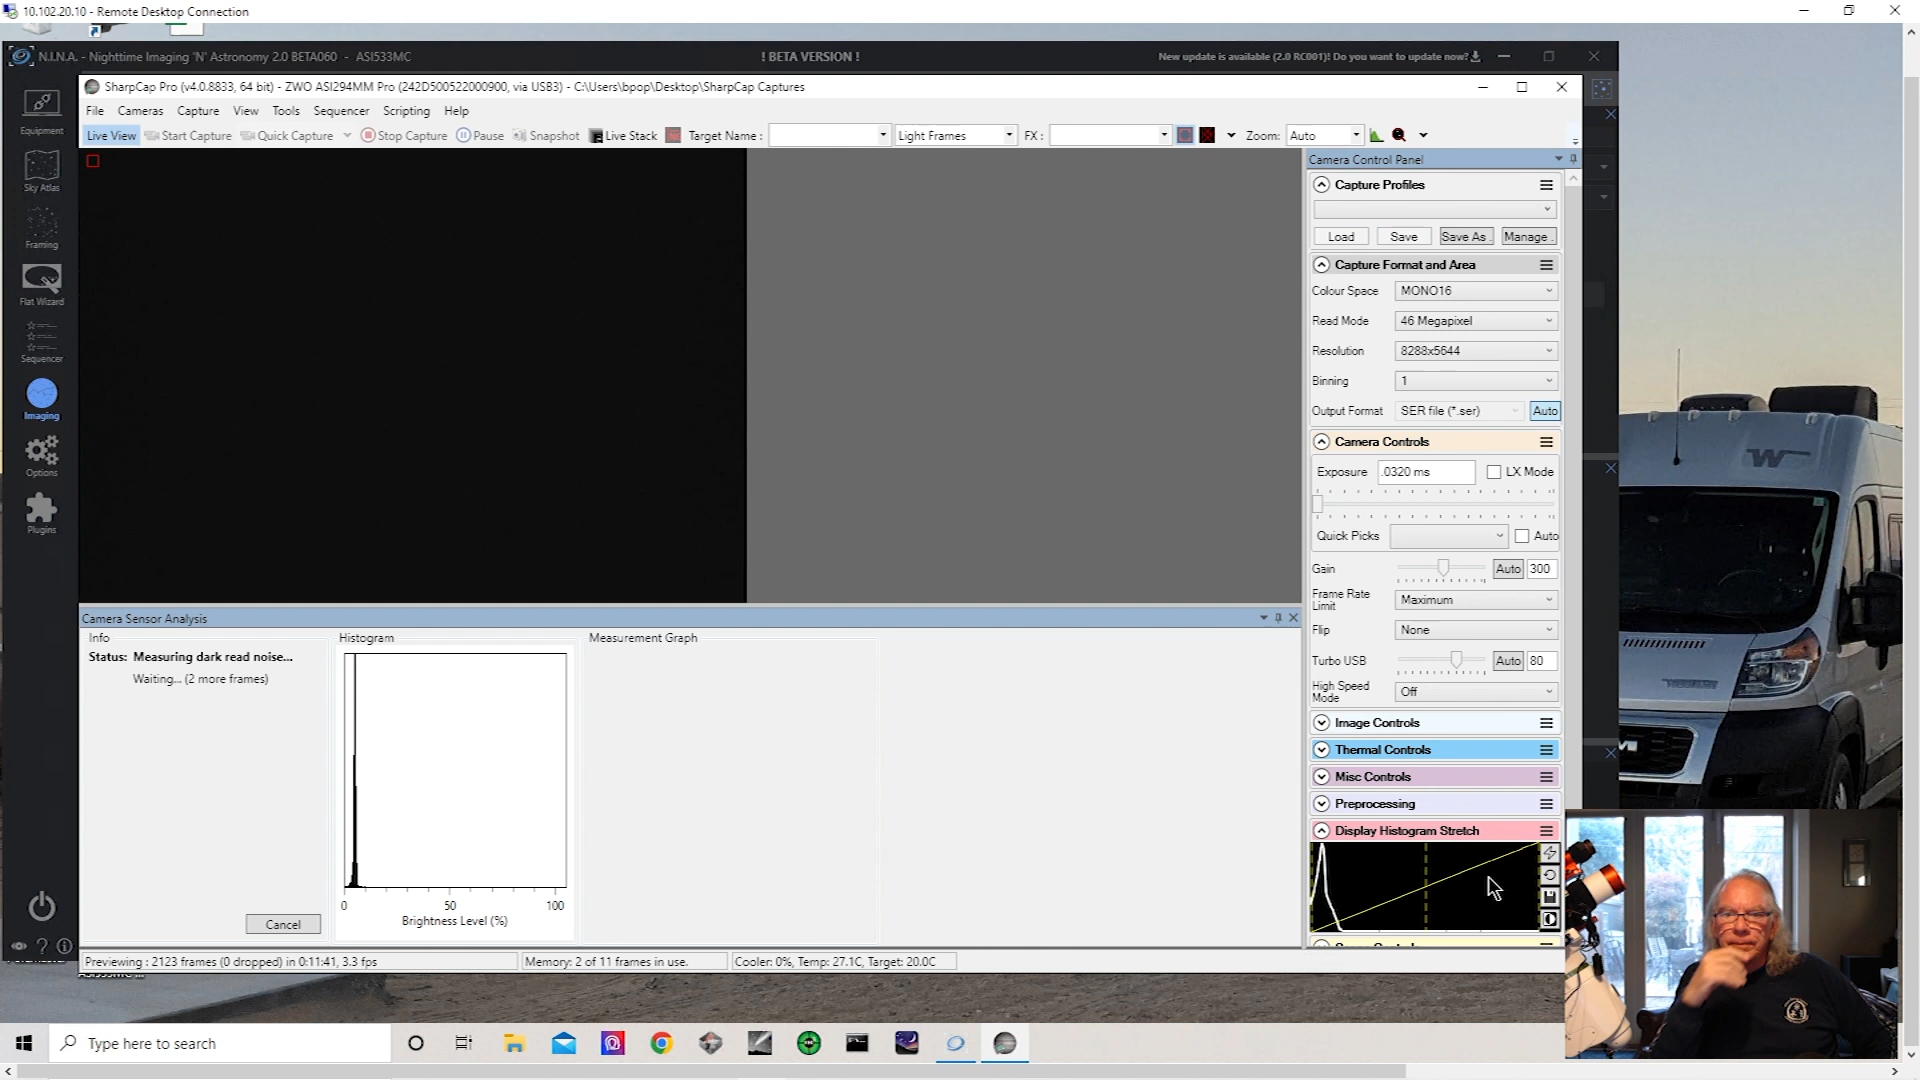 10.102.20.10 - Remote Desktop Connection
N.I.N.A. - Nighttime Imaging 'N' Astronomy 2.0 BETA060 - ASI533MC
! BETA VERSION !
New update is available (2.0 RC001)! Do you want to update now?
SharpCap Pro (v4.0.8833, 64 bit) - ZWO ASI294MM Pro (242D500522000900, via USB3) - C:\Users\bpop\Desktop\SharpCap Captures
File Cameras Capture View Tools Sequencer Scripting Help
Live View Start Capture Quick Capture Stop Capture Pause Snapshot Live Stack Target Name : Light Frames FX : Zoom: Auto
Equipment
Sky Atlas
Framing
Flat Wizard
Sequencer
Imaging
Options
Plugins
Camera Control Panel
Capture Profiles
Load Save Save As Manage
Capture Format and Area
Colour Space MONO16
Read Mode 46 Megapixel
Resolution 8288x5644
Binning 1
Output Format SER file (*.ser) Auto
Camera Controls
Exposure .0320 ms LX Mode
Quick Picks Auto
Gain Auto 300
Frame Rate Limit Maximum
Flip None
Turbo USB Auto 80
High Speed Mode Off
Image Controls
Thermal Controls
Misc Controls
Preprocessing
Display Histogram Stretch
Camera Sensor Analysis
Info
Status: Measuring dark read noise...
Waiting... (2 more frames)
Cancel
Histogram
0 50 100
Brightness Level (%)
Measurement Graph
Previewing : 2123 frames (0 dropped) in 0:11:41, 3.3 fps
Memory: 2 of 11 frames in use.
Cooler: 0%, Temp: 27.1C, Target: 20.0C
Type here to search